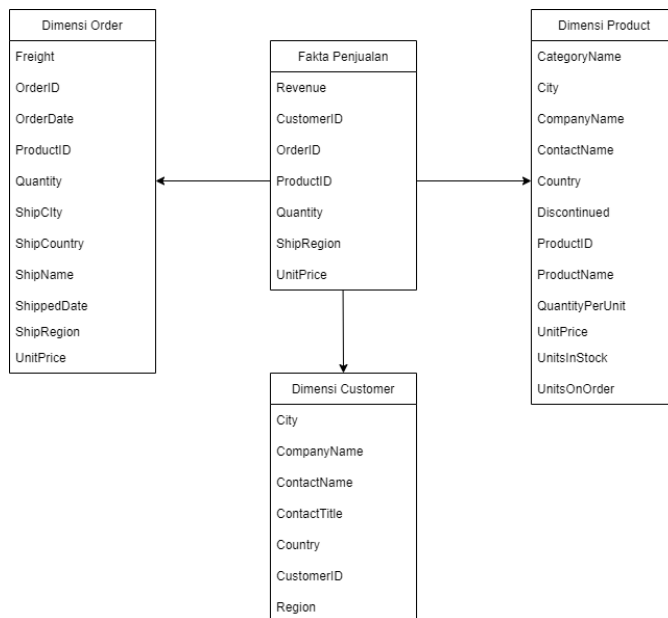 Dimensi Order
Freight
OrderID
OrderDate
ProductID
Quantity
ShipCIty
ShipCountry
ShipName
ShippedDate
ShipRegion
UnitPrice
Fakta Penjualan
Revenue
CustomerID
OrderID
ProductID
Quantity
ShipRegion
UnitPrice
Dimensi Product
CategoryName
City
CompanyName
ContactName
Country
Discontinued
ProductID
ProductName
QuantityPerUnit
UnitPrice
UnitsInStock
UnitsOnOrder
Dimensi Customer
City
CompanyName
ContactName
ContactTitle
Country
CustomerID
Region